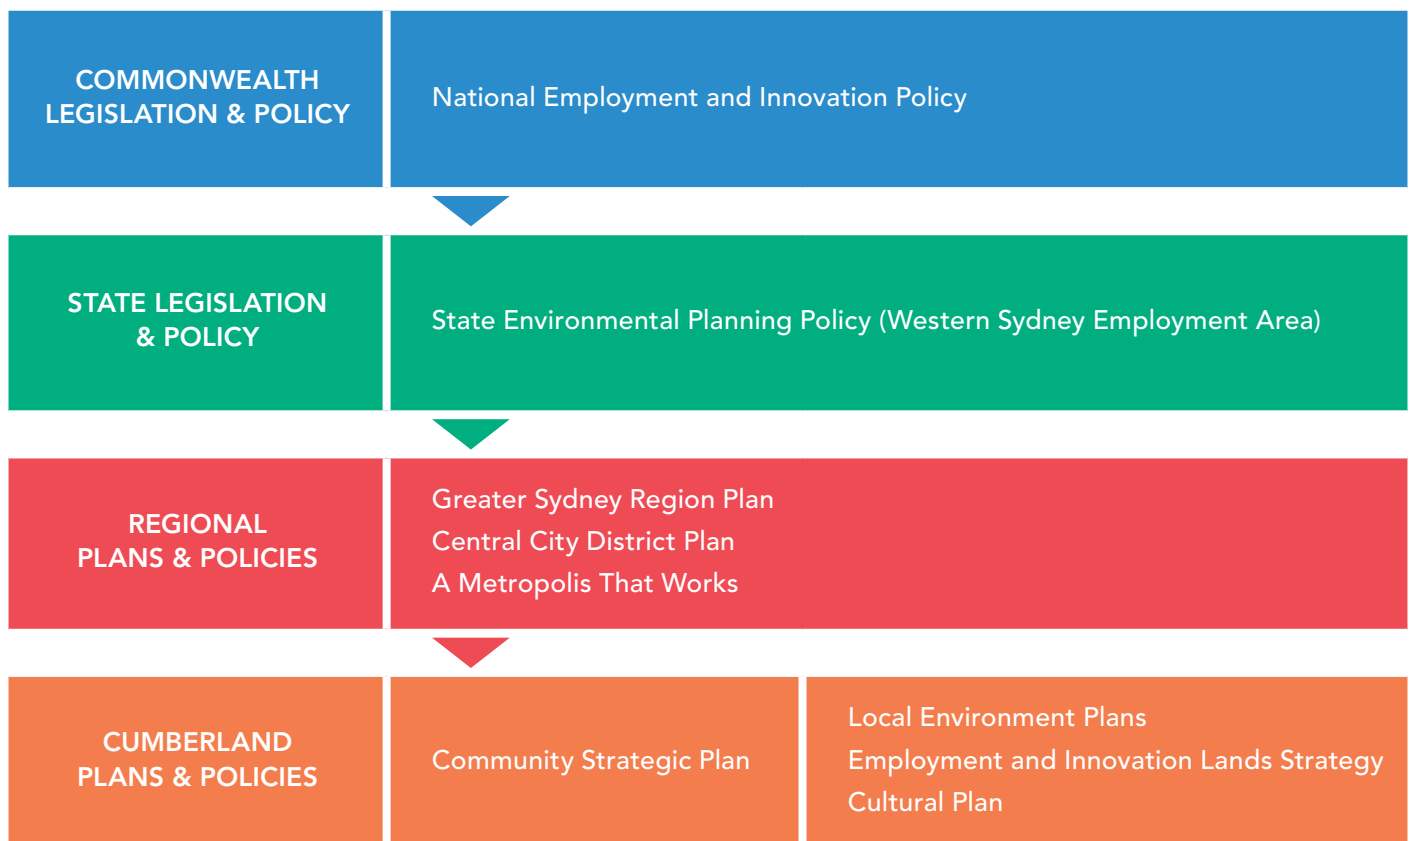 COMMONWEALTH
LEGISLATION & POLICY
National Employment and Innovation Policy
STATE LEGISLATION
& POLICY
State Environmental Planning Policy (Western Sydney Employment Area)
REGIONAL
PLANS & POLICIES
Greater Sydney Region Plan
Central City District Plan
A Metropolis That Works
CUMBERLAND
PLANS & POLICIES
Community Strategic Plan
Local Environment Plans
Employment and Innovation Lands Strategy
Cultural Plan